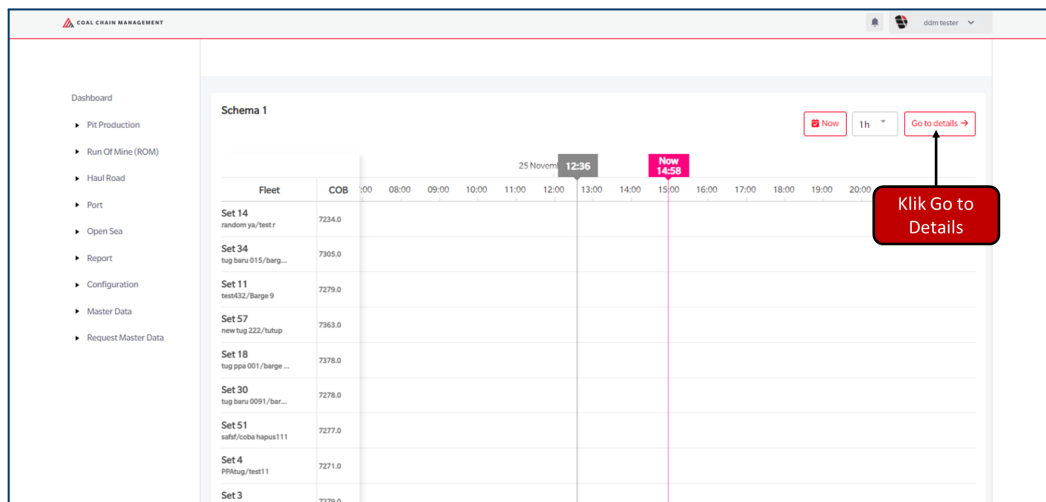 COAL CHAIN MANAGEMENT
ddm tester
Dashboard
Pit Production
Run Of Mine (ROM)
Haul Road
Port
Open Sea
Report
Configuration
Master Data
Request Master Data
Schema 1
Now
1h
Go to details →
Klik Go to
Details
25 Novem
12:36
Now
14:58
Fleet COB :00 08:00 09:00 10:00 11:00 12:00 13:00 14:00 15:00 16:00 17:00 18:00 19:00 20:00
Set 14
random ya/test r
7234.0
Set 34
tug baru 015/barg...
7305.0
Set 11
test432/Barge 9
7279.0
Set 57
new tug 222/tutup
7363.0
Set 18
tug ppa 001/barge ...
7378.0
Set 30
tug baru 0091/bar...
7278.0
Set 51
safsf/coba hapus111
7277.0
Set 4
PPAtug/test11
7271.0
Set 3
7279.0